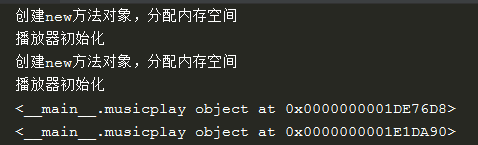 创建new方法对象，分配内存空间
播放器初始化
创建new方法对象，分配内存空间
播放器初始化
<__main__.musicplay object at 0x0000000001DE76D8>
<__main__.musicplay object at 0x0000000001E1DA90>